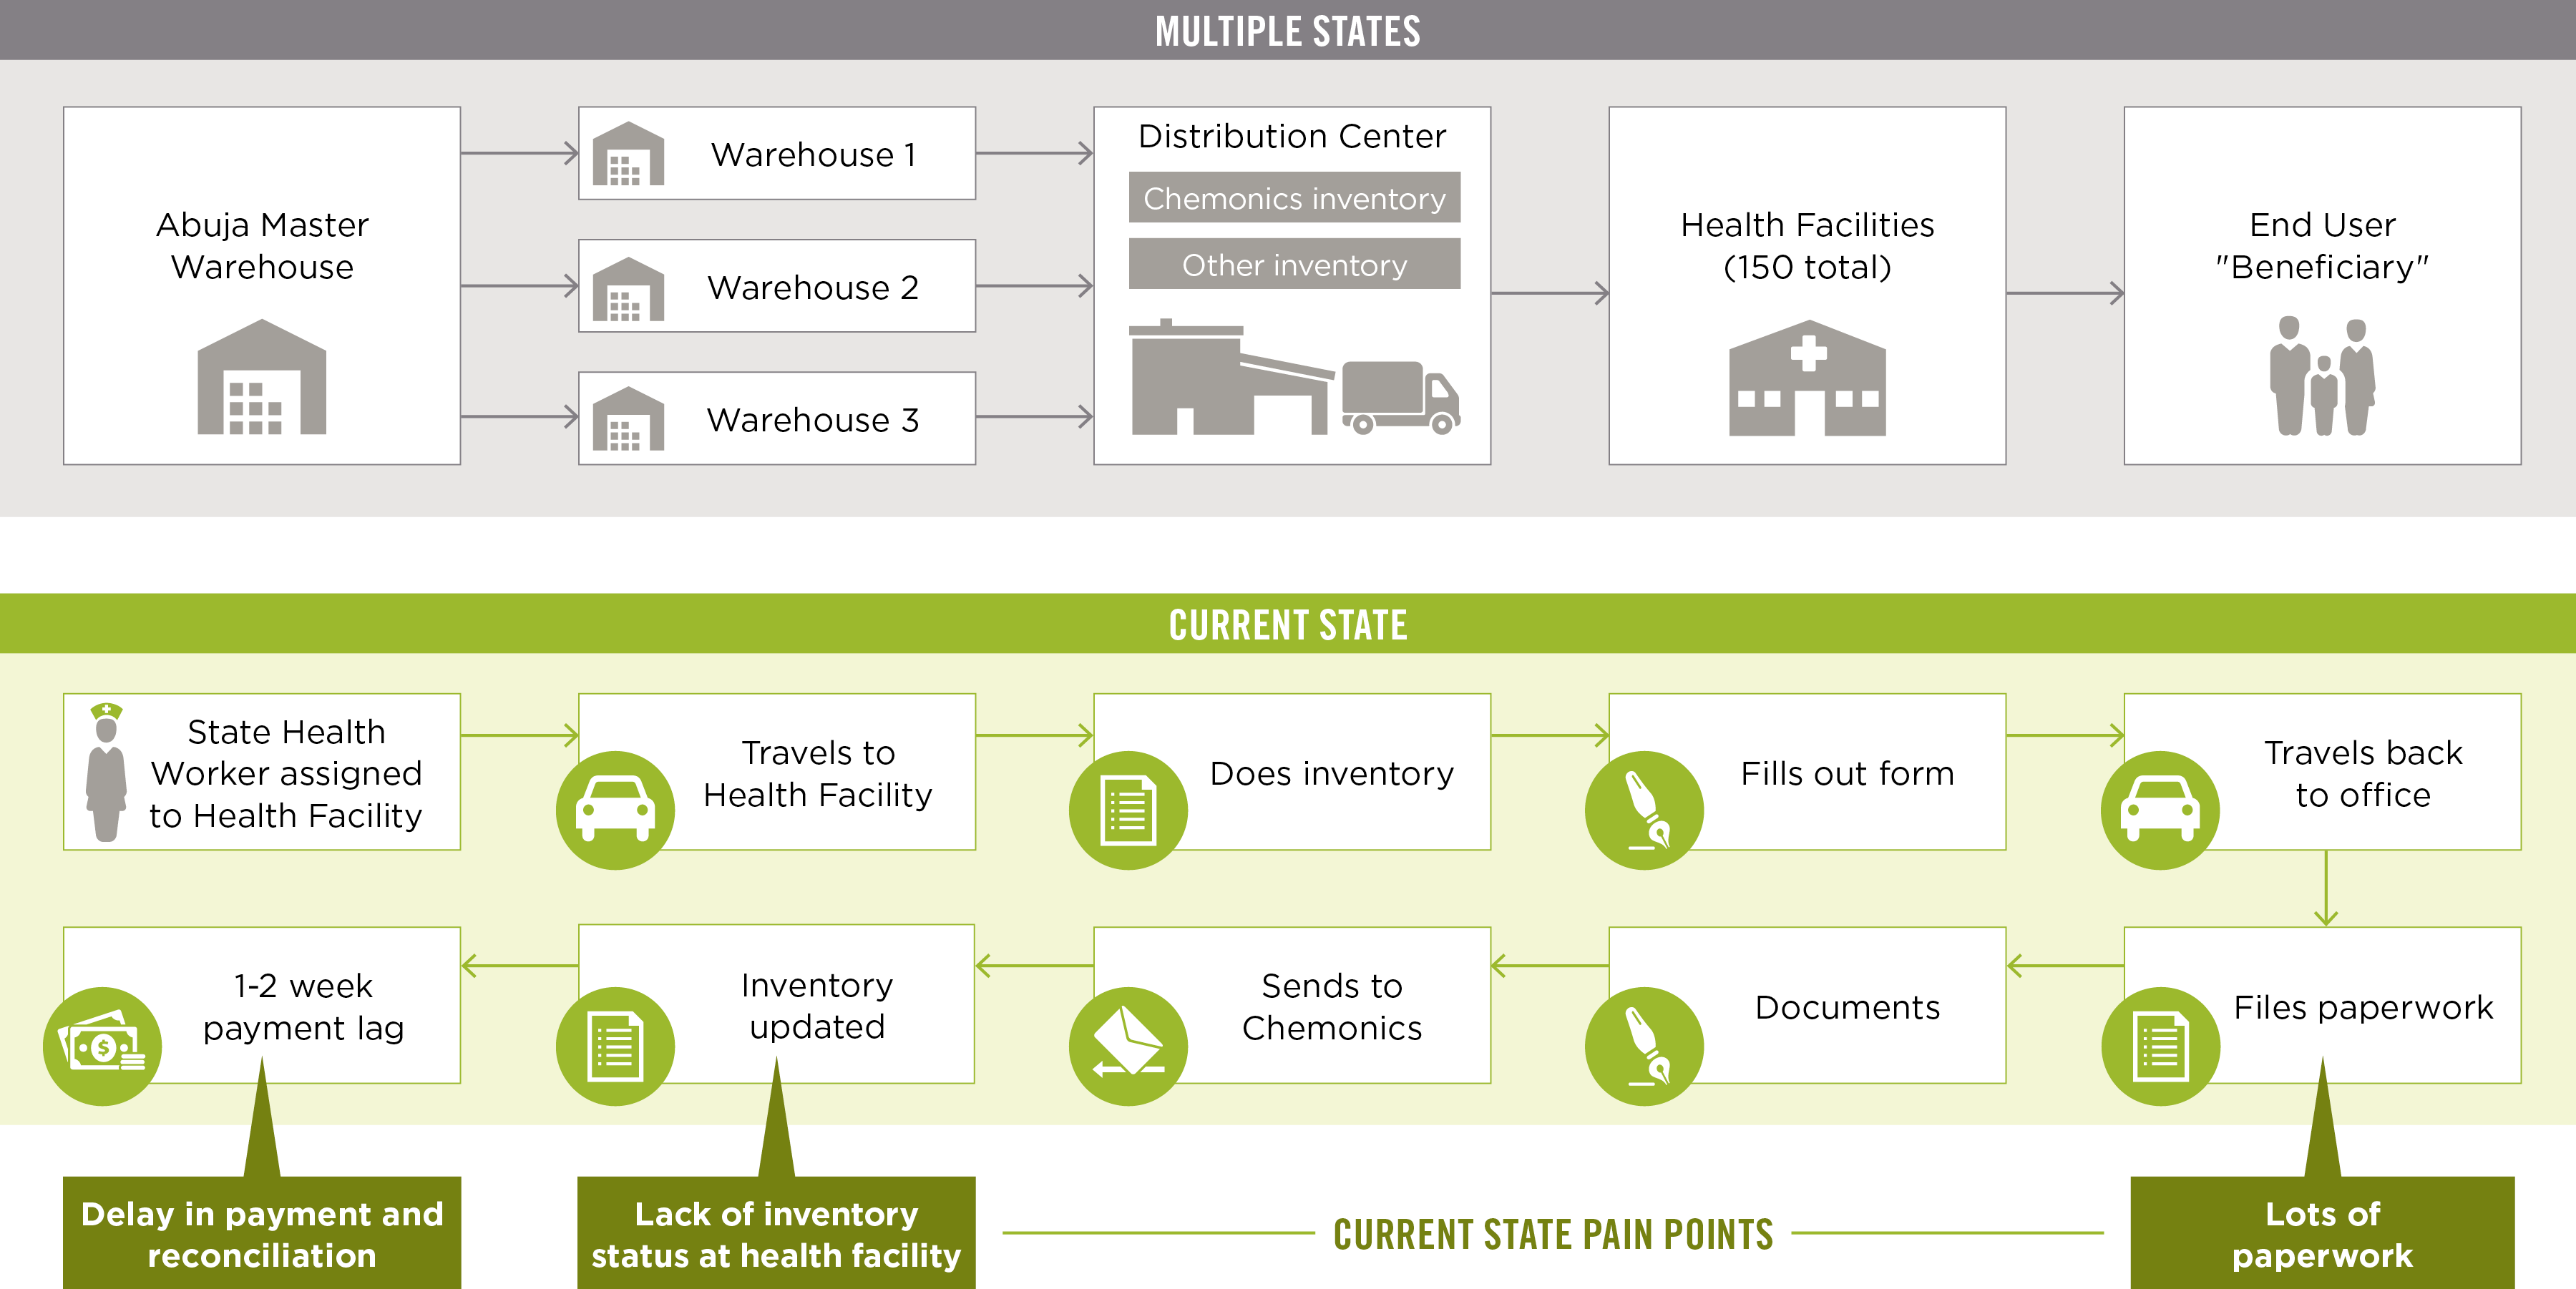 MULTIPLE STATES
Abuja Master
Warehouse
Warehouse 1
Warehouse 2
Warehouse 3
Distribution Center
Chemonics inventory
Other inventory
Health Facilities
(150 total)
End User
"Beneficiary"
CURRENT STATE
State Health
Worker assigned
to Health Facility
Travels to
Health Facility
Does inventory
Fills out form
Travels back
to office
Files paperwork
Documents
Sends to
Chemonics
Inventory
updated
1-2 week
payment lag
Delay in payment and
reconciliation
Lack of inventory
status at health facility
CURRENT STATE PAIN POINTS
Lots of
paperwork